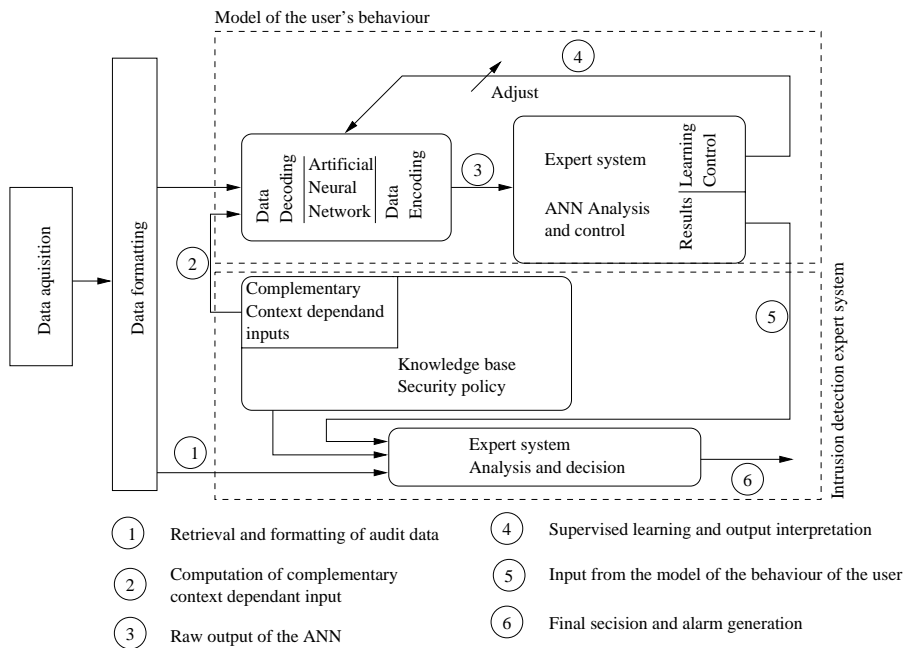 Model of the user's behaviour
4
Adjust
Data aquisition
Data formatting
Data
Decoding
Artificial
Neural
Network
Data
Encoding
3
Expert system
ANN Analysis
and control
Learning
Control
Results
2
Complementary
Context dependand
inputs
Knowledge base
Security policy
5
Intrusion detection expert system
1
Expert system
Analysis and decision
6
1 Retrieval and formatting of audit data
2 Computation of complementary
context dependant input
3 Raw output of the ANN
4 Supervised learning and output interpretation
5 Input from the model of the behaviour of the user
6 Final secision and alarm generation